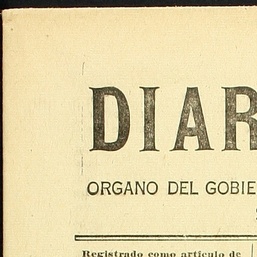 DIAR
ORGANO DEL GOBIE
Registrado como artículo de